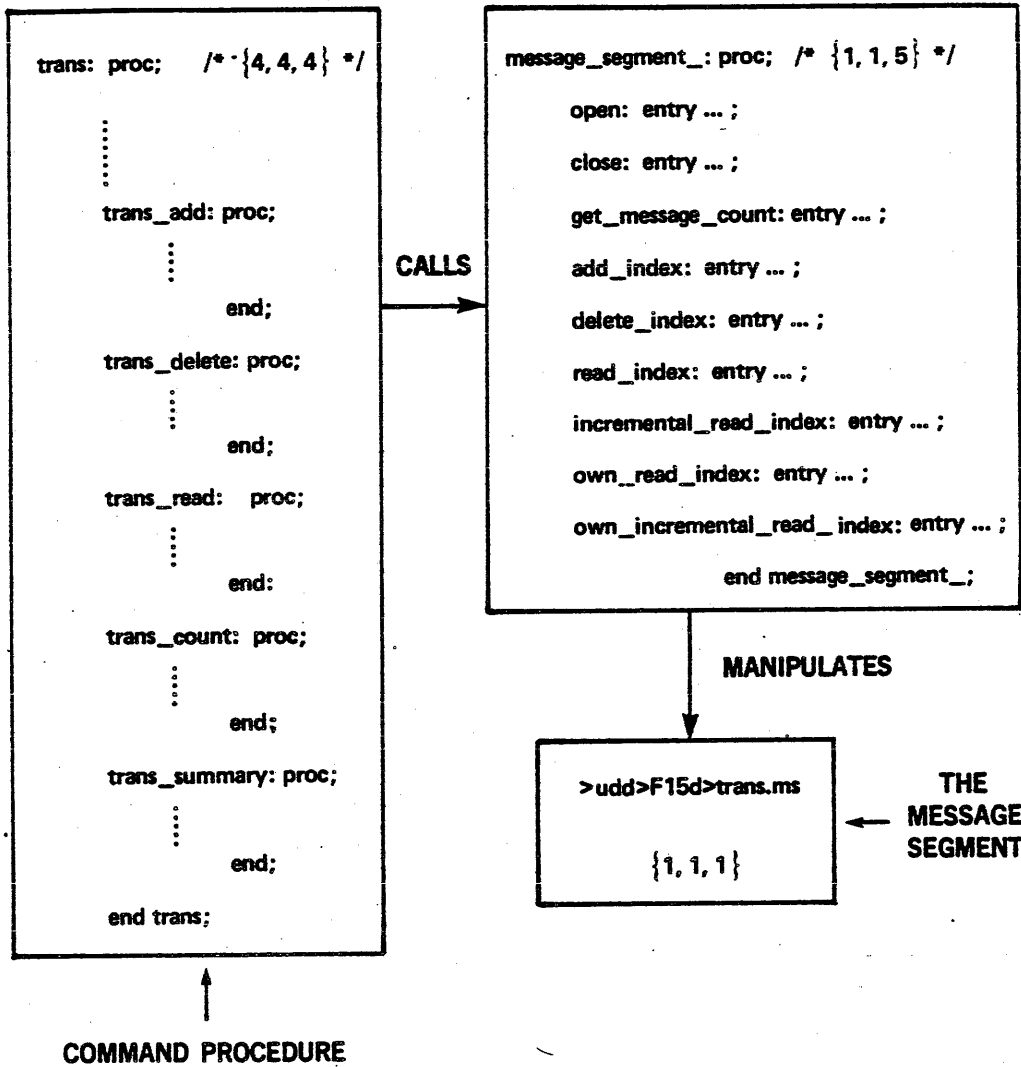 trans: proc; /* {4, 4, 4} */
trans_add: proc;
end;
trans_delete: proc;
end;
trans_read: proc;
end:
trans_count: proc;
end;
trans_summary: proc;
end;
end trans;
COMMAND PROCEDURE
CALLS
message_segment_: proc; /* {1, 1, 5} */
open: entry ... ;
close: entry ... ;
get_message_count: entry ... ;
add_index: entry ... ;
delete_index: entry ... ;
read_index: entry ... ;
incremental_read_index: entry ... ;
own_read_index: entry ... ;
own_incremental_read_ index: entry ... ;
end message_segment_;
MANIPULATES
>udd>F15d>trans.ms
{1, 1, 1}
THE
MESSAGE
SEGMENT